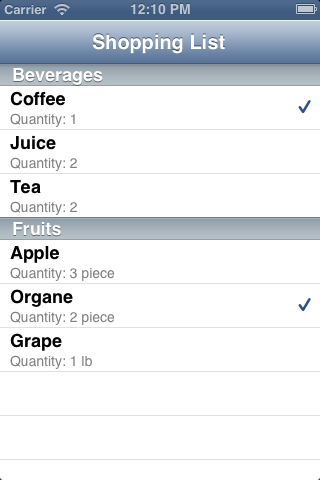 Carrier 12:10 PM
Shopping List
Beverages
Coffee
Quantity: 1
Juice
Quantity: 2
Tea
Quantity: 2
Fruits
Apple
Quantity: 3 piece
Organe
Quantity: 2 piece
Grape
Quantity: 1 lb